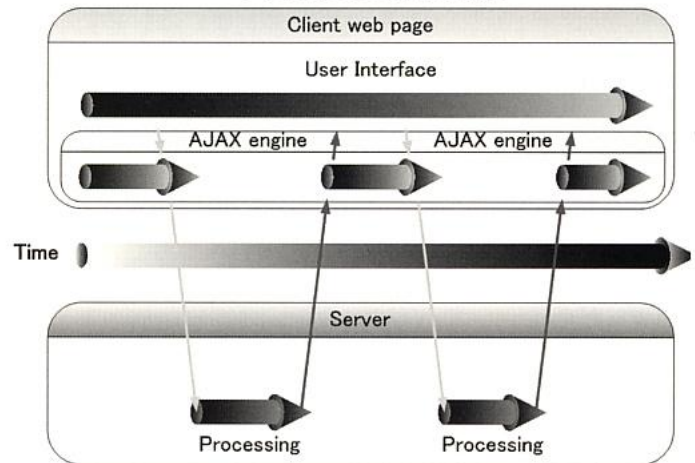 Client web page
User Interface
AJAX engine AJAX engine
Time
Server
Processing Processing